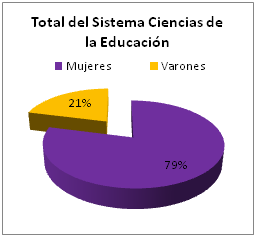 Total del Sistema Ciencias de
la Educación
Mujeres Varones
21%
79%